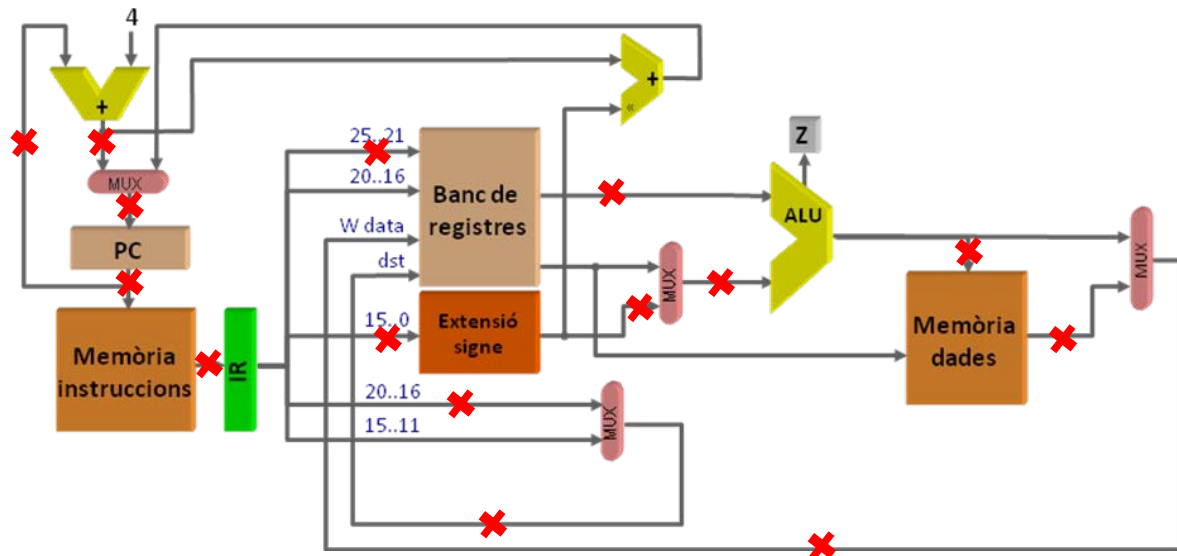 4
+
+
«
MUX
PC
Memòria
instruccions
IR
25..21
20..16
W data
dst
15..0
20..16
15..11
Banc de
registres
Extensió
signe
MUX
MUX
Z
ALU
Memòria
dades
MUX